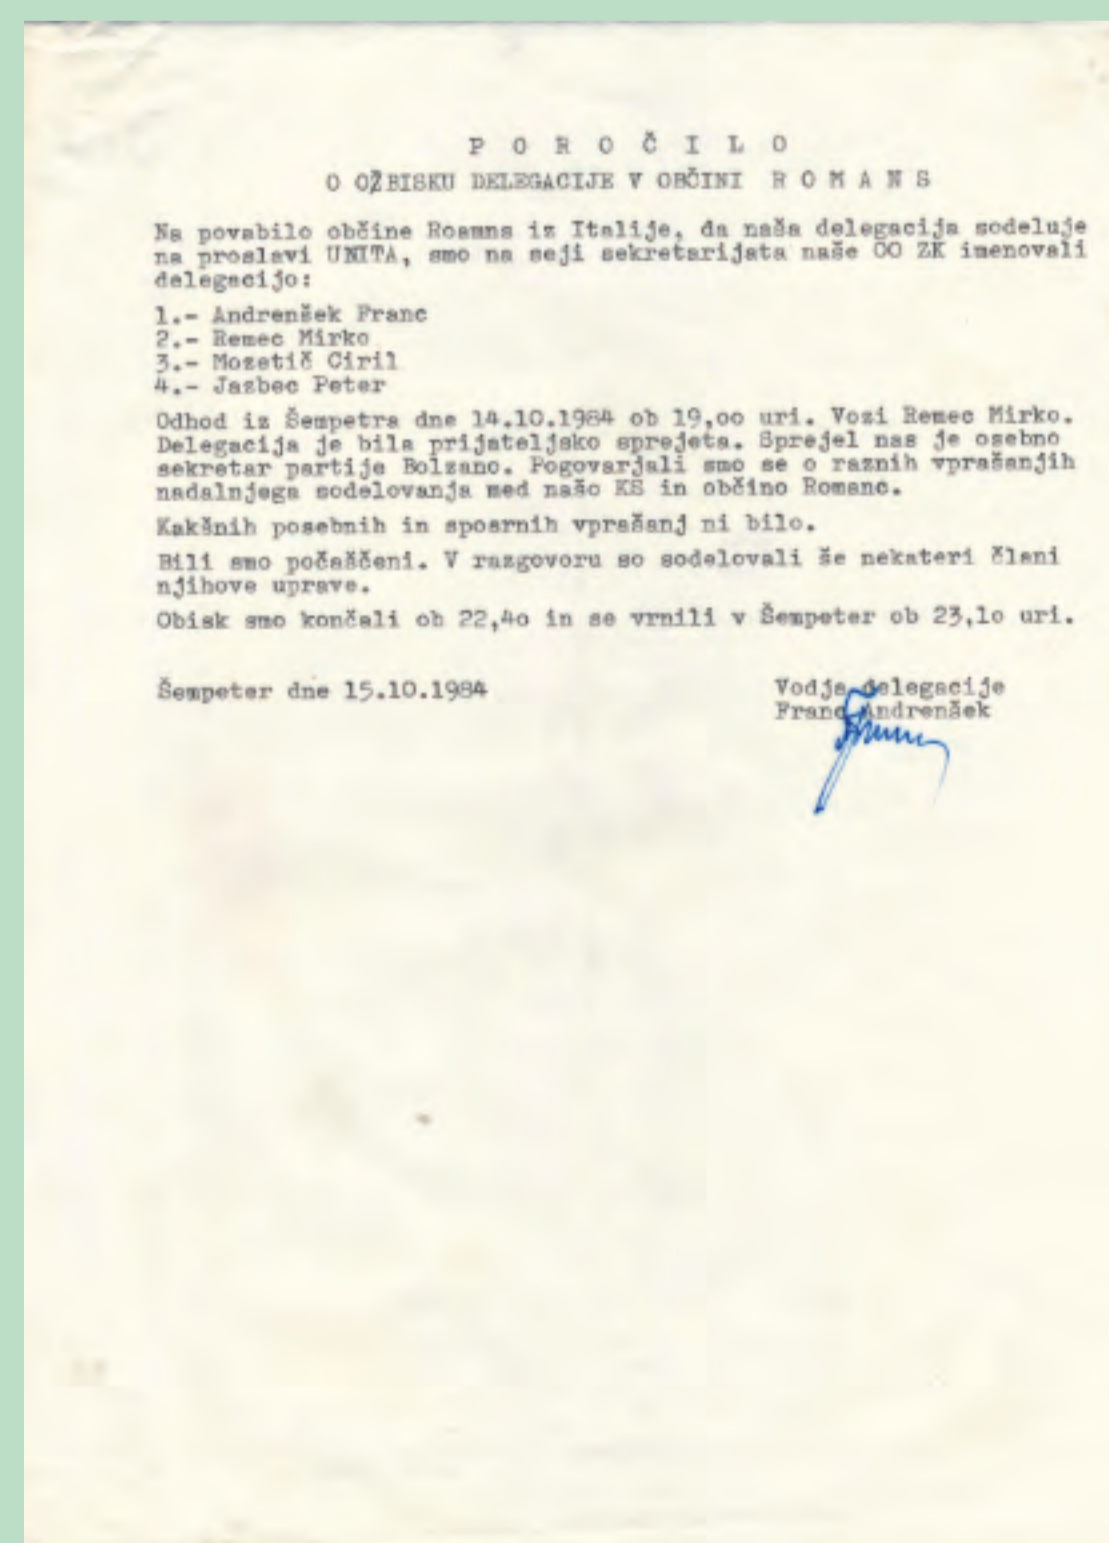 P O R O Č I L O
O OŽBISKU DELEGACIJE V OBČINI R O M A N S
Na povabilo občine Rosmns iz Italije, da naša delegacija sodeluje
na proslavi UNITA, smo na seji sekretarijata naše OO ZK imenovali
delegacijo:
1.- Andrenšek Franc
2.- Remec Mirko
3.- Mozetič Ciril
4.- Jazbec Peter
Odhod iz Šempetra dne 14.10.1984 ob 19,oo uri. Vozi Remec Mirko.
Delegacija je bila prijateljsko sprejeta. Sprejel nas je osebno
sekretar partije Bolzano. Pogovarjali smo se o raznih vprašanjih
nadalnjega sodelovanja med našo KS in občino Romanc.
Kakšnih posebnih in sposrnih vprašanj ni bilo.
Bili smo počaščeni. V razgovoru so sodelovali še nekateri člani
njihove uprave.
Obisk smo končali ob 22,4o in se vrnili v Šempeter ob 23,1o uri.
Šempeter dne 15.10.1984
Vodja delegacije
Franc Andrenšek